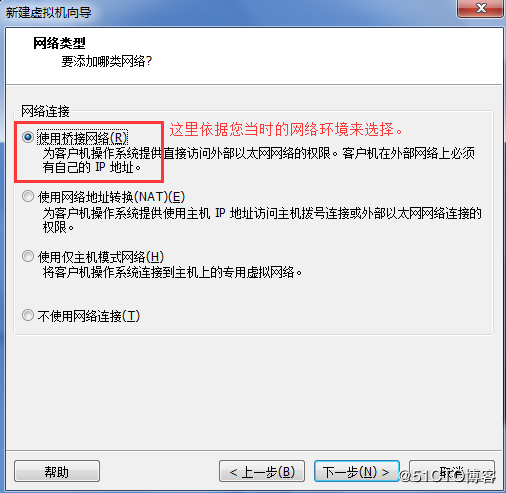 新建虚拟机向导
网络类型
要添加哪类网络?
网络连接
使用桥接网络(R)
这里依据您当时的网络环境来选择。
为客户机操作系统提供直接访问外部以太网网络的权限。客户机在外部网络上必须
有自己的 IP 地址。
使用网络地址转换(NAT)(E)
为客户机操作系统提供使用主机 IP 地址访问主机拨号连接或外部以太网网络连接的
权限。
使用仅主机模式网络(H)
将客户机操作系统连接到主机上的专用虚拟网络。
不使用网络连接(T)
帮助
< 上一步(B)
下一步(N) >
取消
@51CTO博客